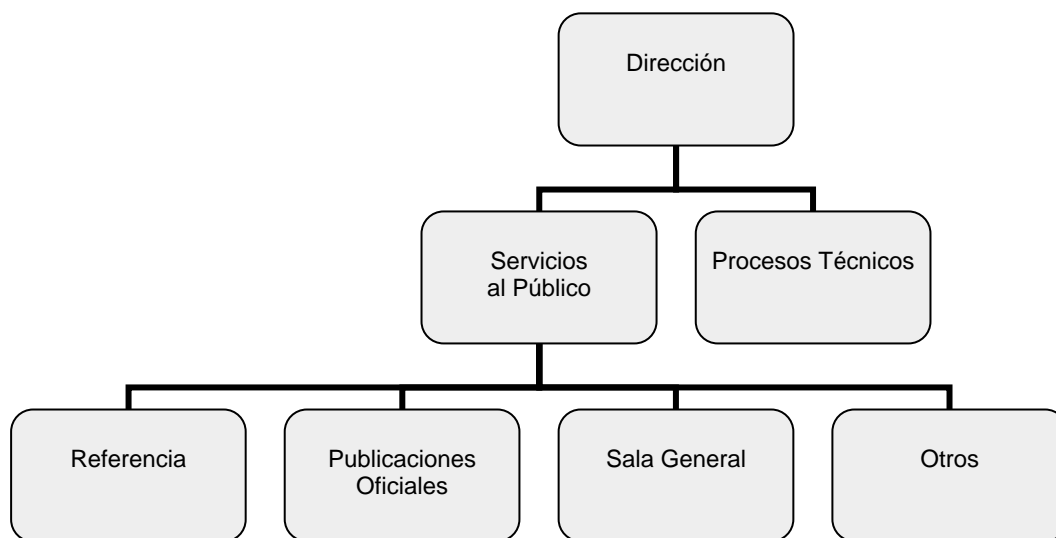 Dirección
Servicios
al Público
Procesos Técnicos
Referencia
Publicaciones
Oficiales
Sala General
Otros